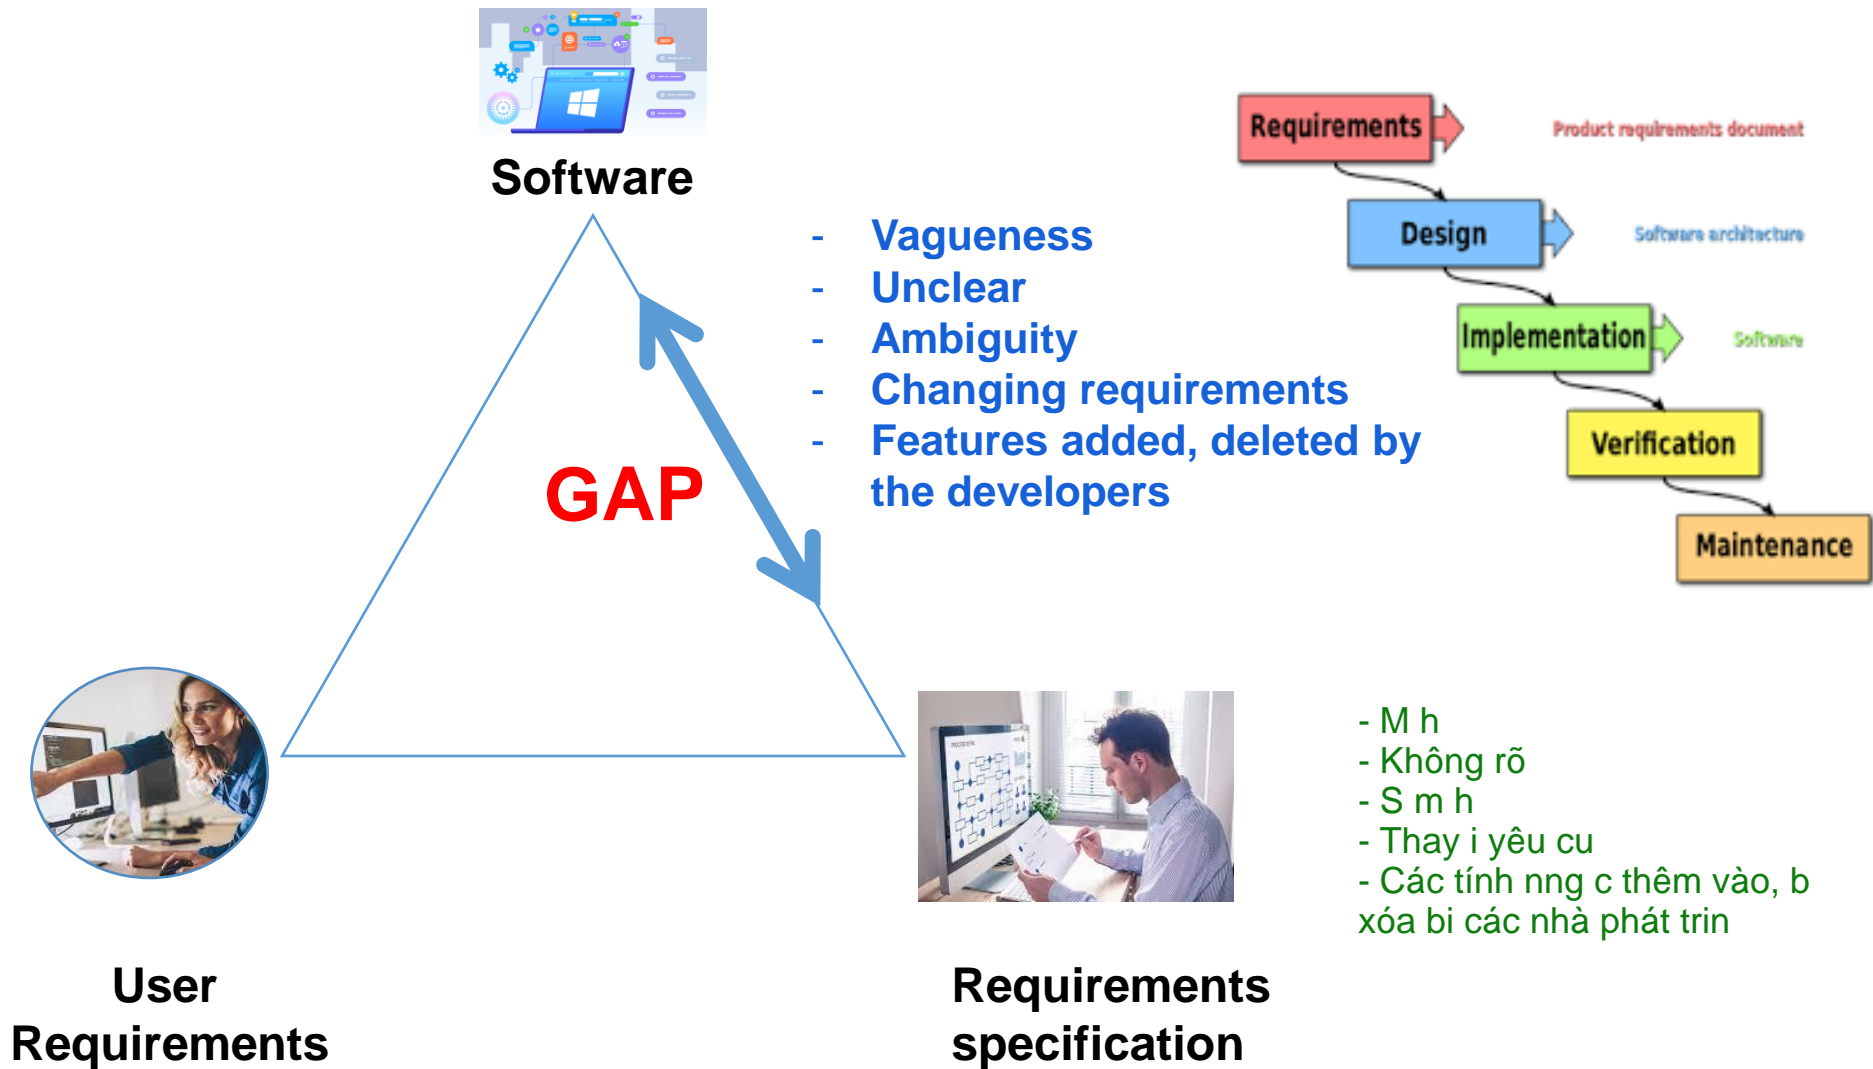 Software
- Vagueness
- Unclear
- Ambiguity
- Changing requirements
- Features added, deleted by
the developers
GAP
Requirements
Product requirements document
Design
Software architecture
Implementation
Software
Verification
Maintenance
- M h
- Không rõ
- S m h
- Thay i yêu cu
- Các tính nng c thêm vào, b
xóa bi các nhà phát trin
User
Requirements
Requirements
specification